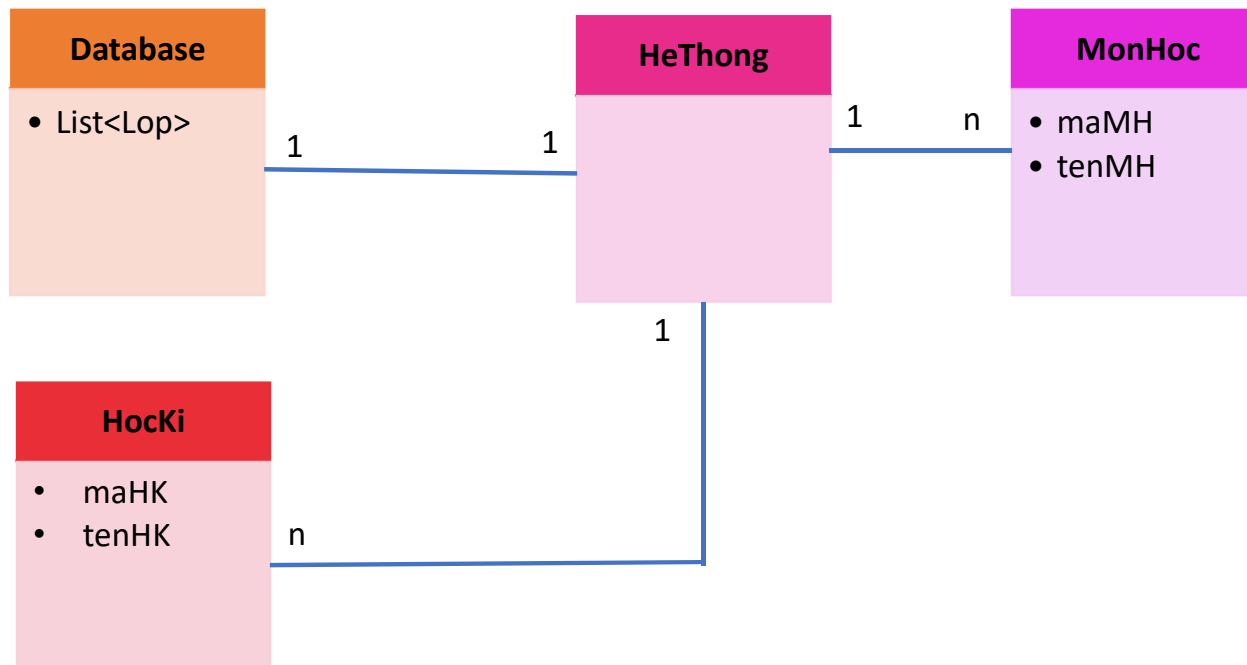 Database
• List<Lop>
1
1
HeThong
1
n
MonHoc
• maMH
• tenMH
1
HocKi
• maHK
• tenHK
n